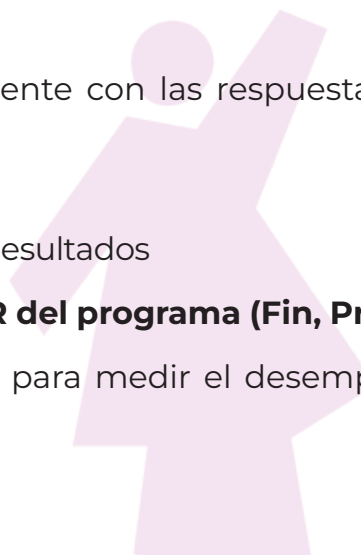 ente con las respuesta
esultados
R del programa (Fin, Pr
para medir el desemp